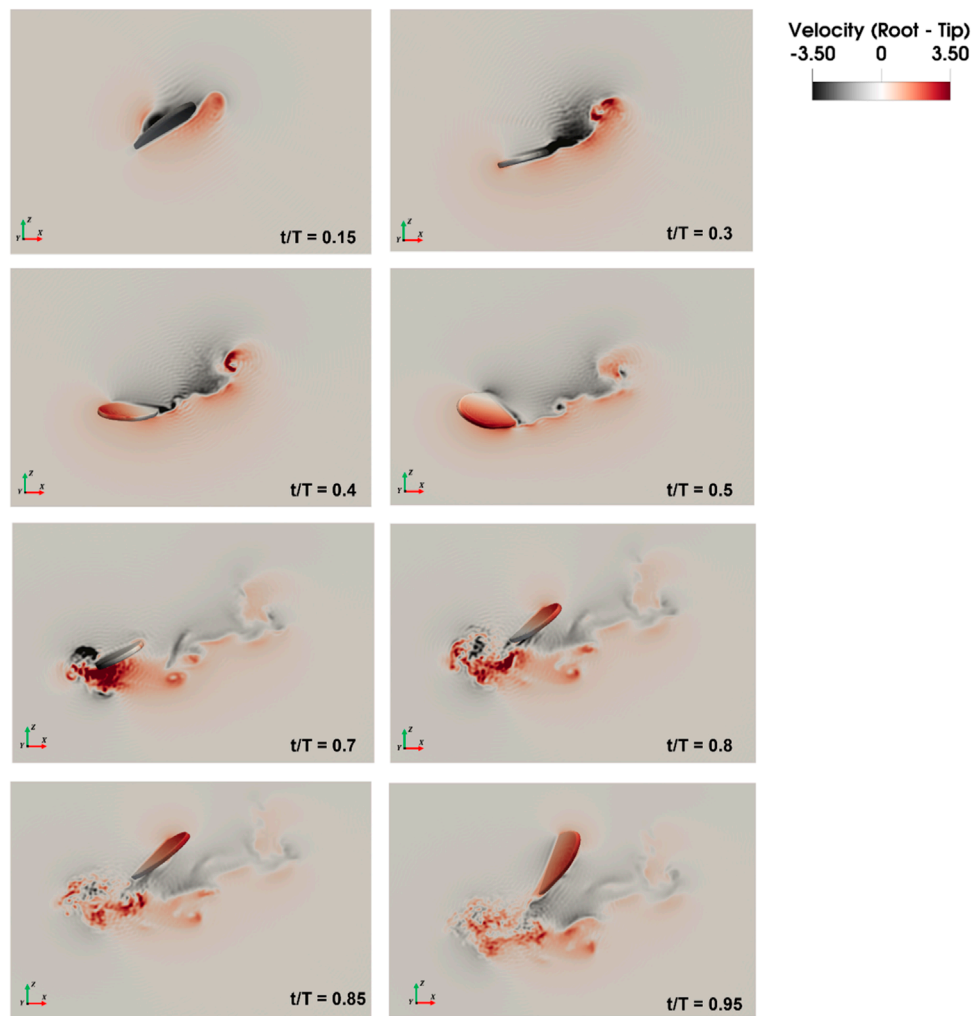 Velocity (Root - Tip)
-3.50 0 3.50
Z
Y X
t/T = 0.15
Z
Y X
t/T = 0.3
Z
Y X
t/T = 0.4
Z
Y X
t/T = 0.5
Z
Y X
t/T = 0.7
Z
Y X
t/T = 0.8
Z
Y X
t/T = 0.85
Z
Y X
t/T = 0.95